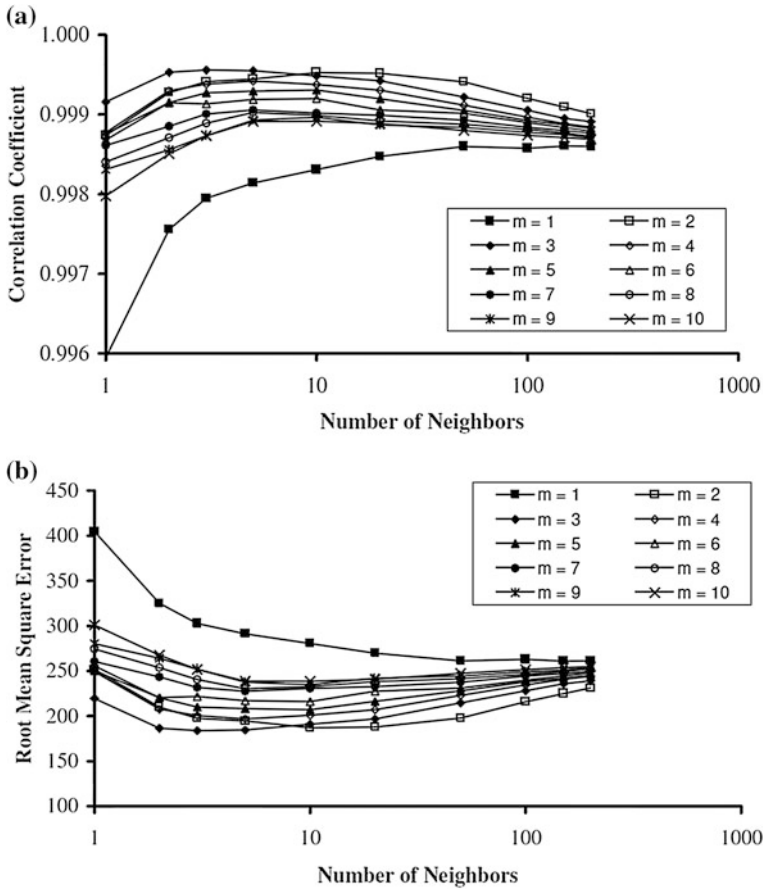 (a)
1.000
0.999
0.998
0.997
0.996
Correlation Coefficient
m = 1 m = 2
m = 3 m = 4
m = 5 m = 6
m = 7 m = 8
m = 9 m = 10
1 10 100 1000
Number of Neighbors
(b)
450
400
350
300
250
200
150
100
Root Mean Square Error
m = 1 m = 2
m = 3 m = 4
m = 5 m = 6
m = 7 m = 8
m = 9 m = 10
1 10 100 1000
Number of Neighbors